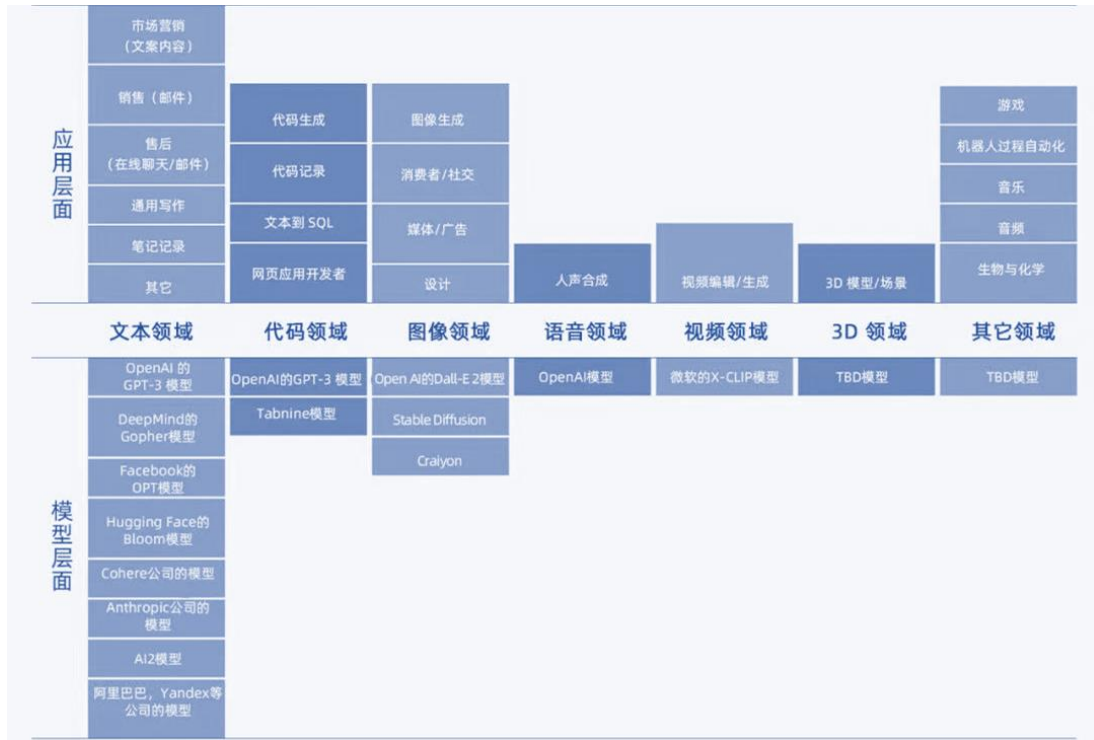 应用层面
市场营销
（文案内容）
销售（邮件）
售后
（在线聊天/邮件）
通用写作
笔记记录
其它
代码生成
代码记录
文本到 SQL
网页应用开发者
图像生成
消费者/社交
媒体/广告
设计
人声合成
视频编辑/生成
3D 模型/场景
游戏
机器人过程自动化
音乐
音频
生物与化学
文本领域
代码领域
图像领域
语音领域
视频领域
3D 领域
其它领域
模型层面
OpenAI 的
GPT-3 模型
DeepMind的
Gopher模型
Facebook的
OPT模型
Hugging Face的
Bloom模型
Cohere公司的模型
Anthropic公司的
模型
AI2模型
阿里巴巴，Yandex等
公司的模型
OpenAI的GPT-3 模型
Tabnine模型
Open AI的Dall-E 2模型
Stable Diffusion
Craiyon
OpenAI模型
微软的X-CLIP模型
TBD模型
TBD模型